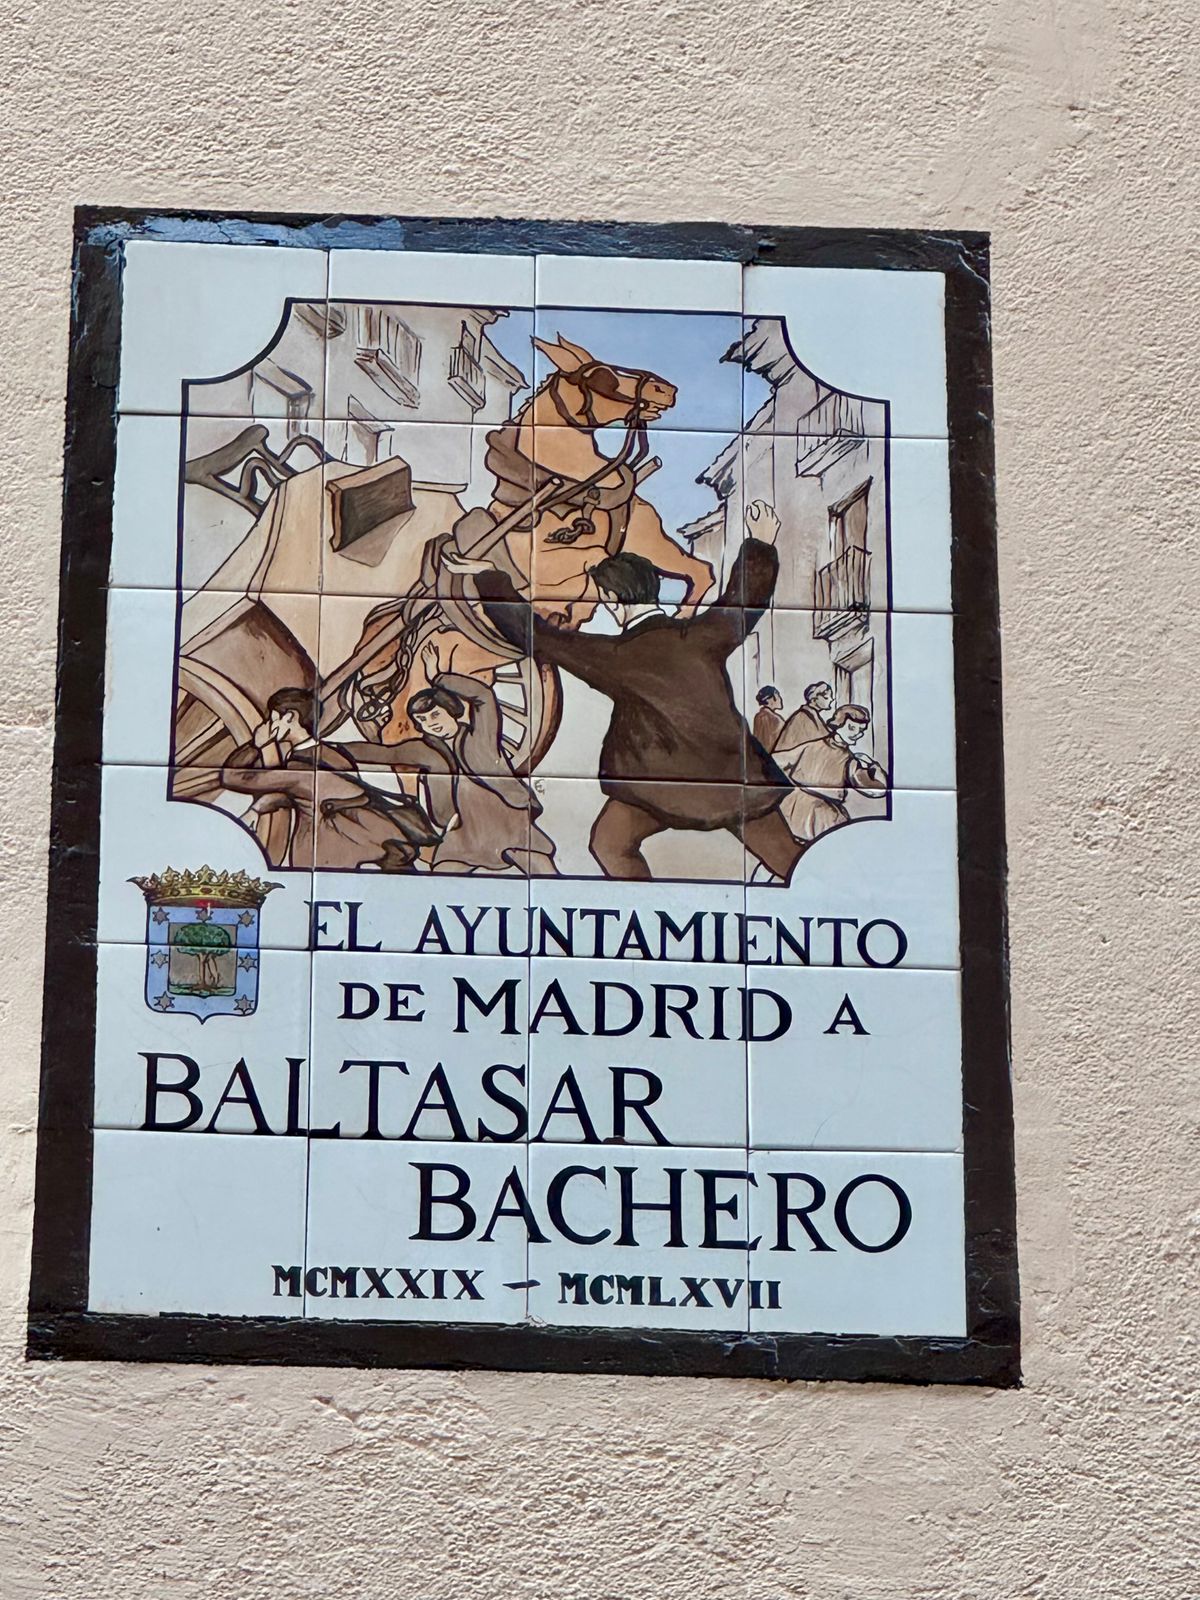 EL AYUNTAMIENTO
DE MADRID A
BALTASAR
BACHERO
MCMXXIX - MCMLXVII